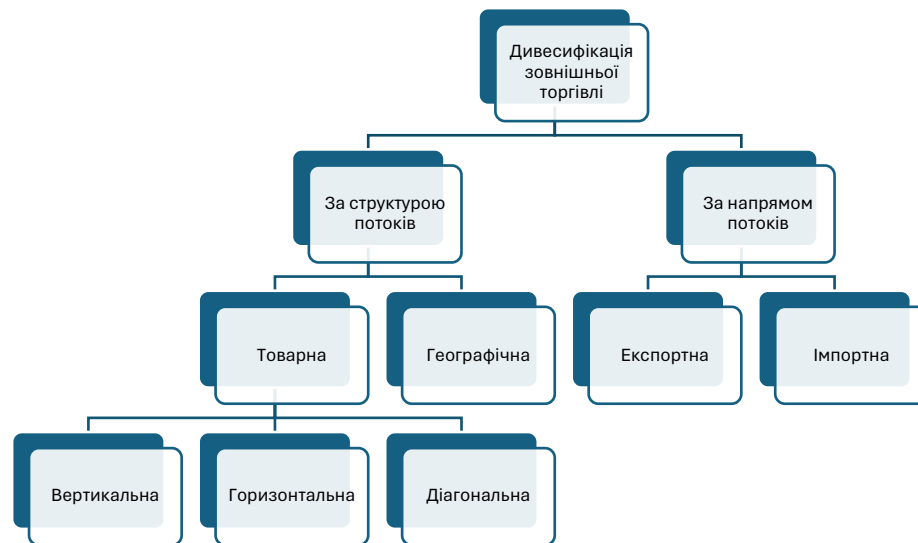 Дивесифікація
зовнішньої
торгівлі
За структурою
потоків
За напрямом
потоків
Товарна
Географічна
Експортна
Імпортна
Вертикальна
Горизонтальна
Діагональна